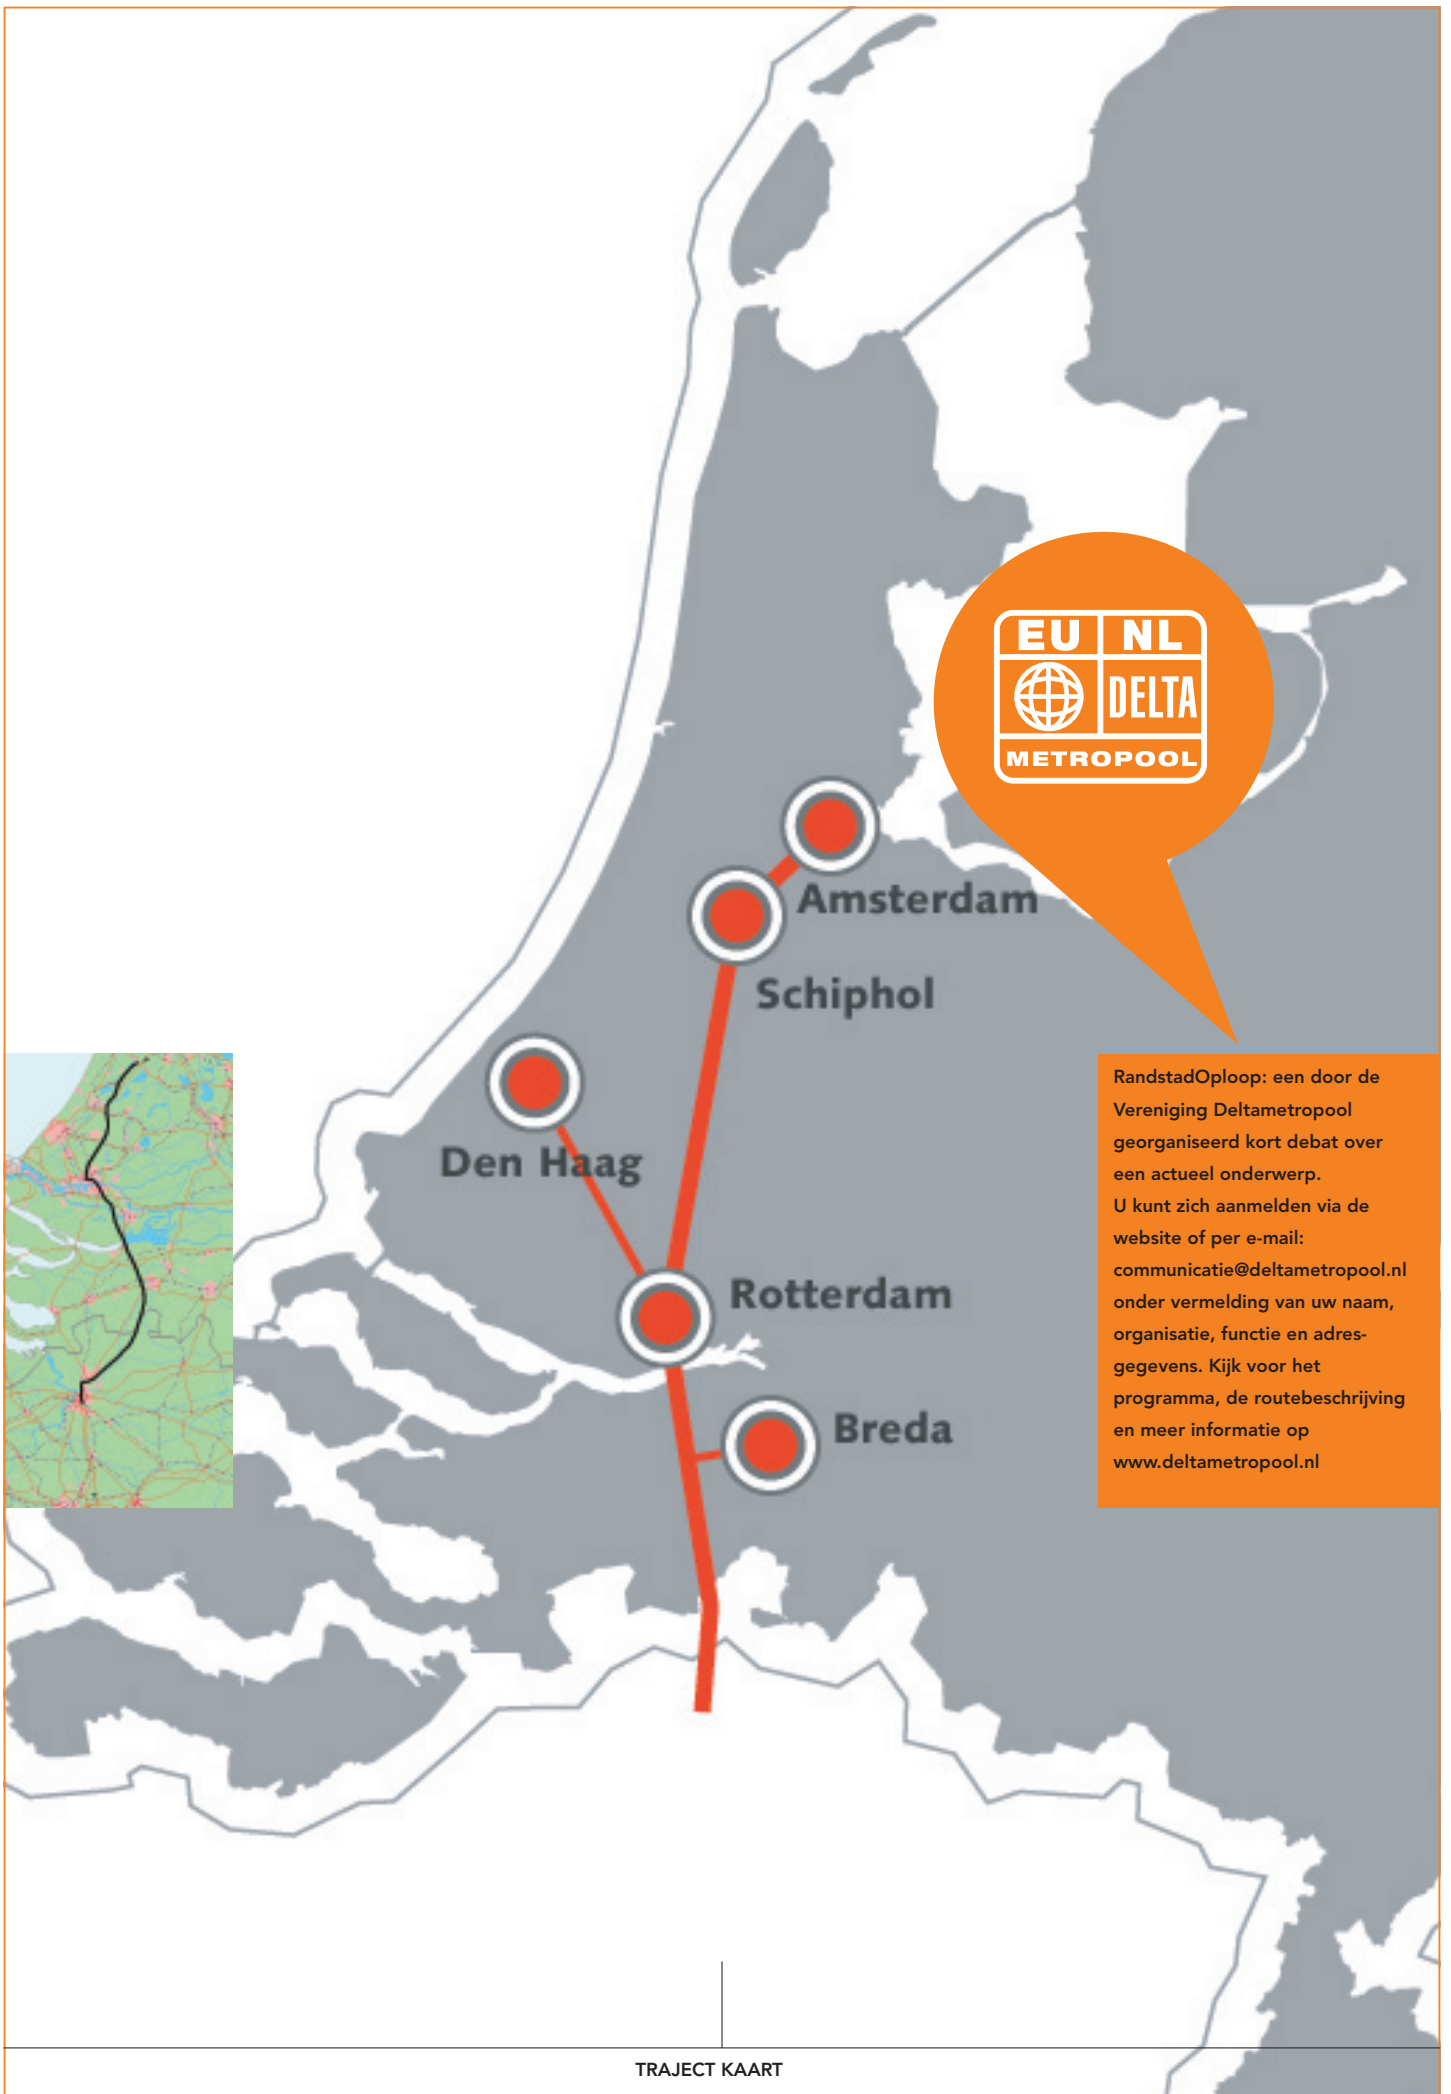 EU NL
DELTA
METROPOOL
Amsterdam
Schiphol
Den Haag
Rotterdam
Breda
RandstadOploop: een door de
Vereniging Deltametropool
georganiseerd kort debat over
een actueel onderwerp.
U kunt zich aanmelden via de
website of per e-mail:
communicatie@deltametropool.nl
onder vermelding van uw naam,
organisatie, functie en adres-
gegevens. Kijk voor het
programma, de routebeschrijving
en meer informatie op
www.deltametropool.nl
TRAJECT KAART